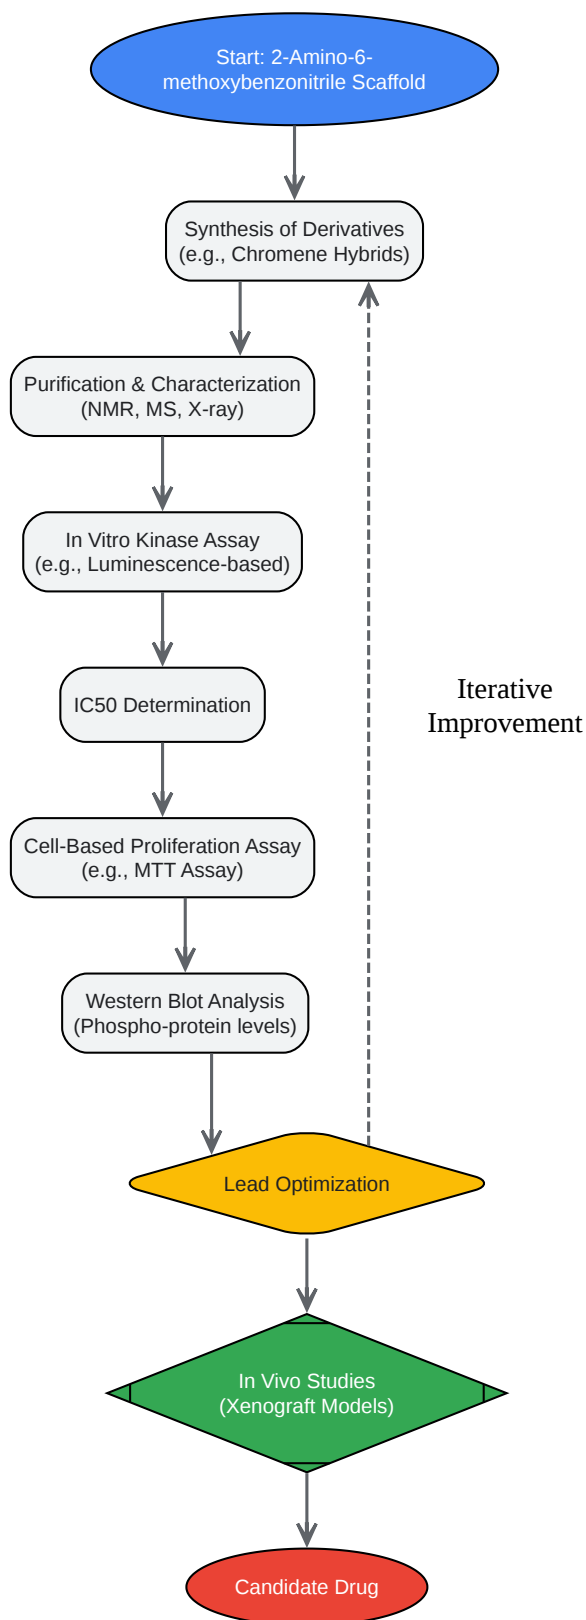 Start: 2-Amino-6-
methoxybenzonitrile Scaffold
Synthesis of Derivatives
(e.g., Chromene Hybrids)
Purification & Characterization
(NMR, MS, X-ray)
In Vitro Kinase Assay
(e.g., Luminescence-based)
IC50 Determination
Iterative
Improvement
Cell-Based Proliferation Assay
(e.g., MTT Assay)
Western Blot Analysis
(Phospho-protein levels)
Lead Optimization
In Vivo Studies
(Xenograft Models)
Candidate Drug